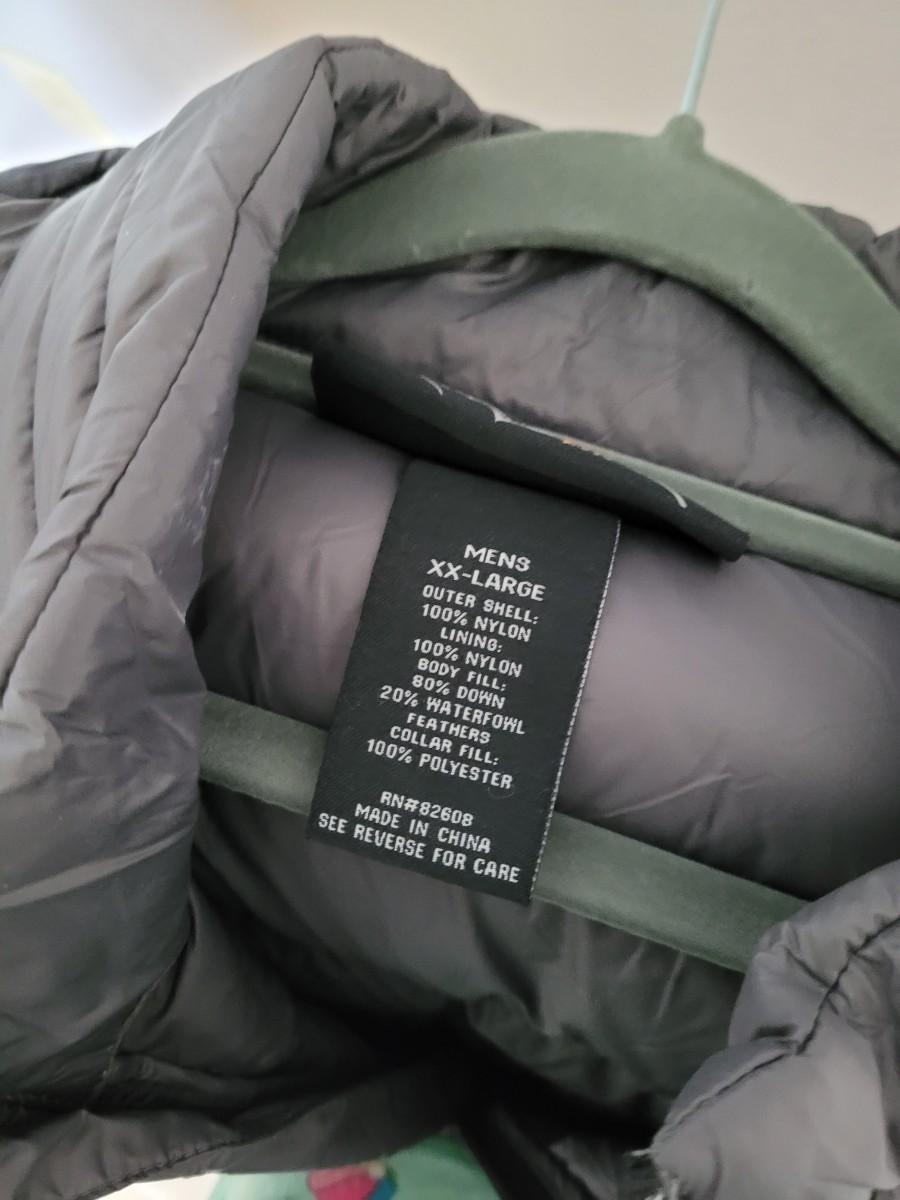 MENS
XX-LARGE
OUTER SHELL:
100% NYLON
LINING:
100% NYLON
BODY FILL:
80% DOWN
20% WATERFOWL
FEATHERS
COLLAR FILL:
100% POLYESTER
RN#82608
MADE IN CHINA
SEE REVERSE FOR CARE